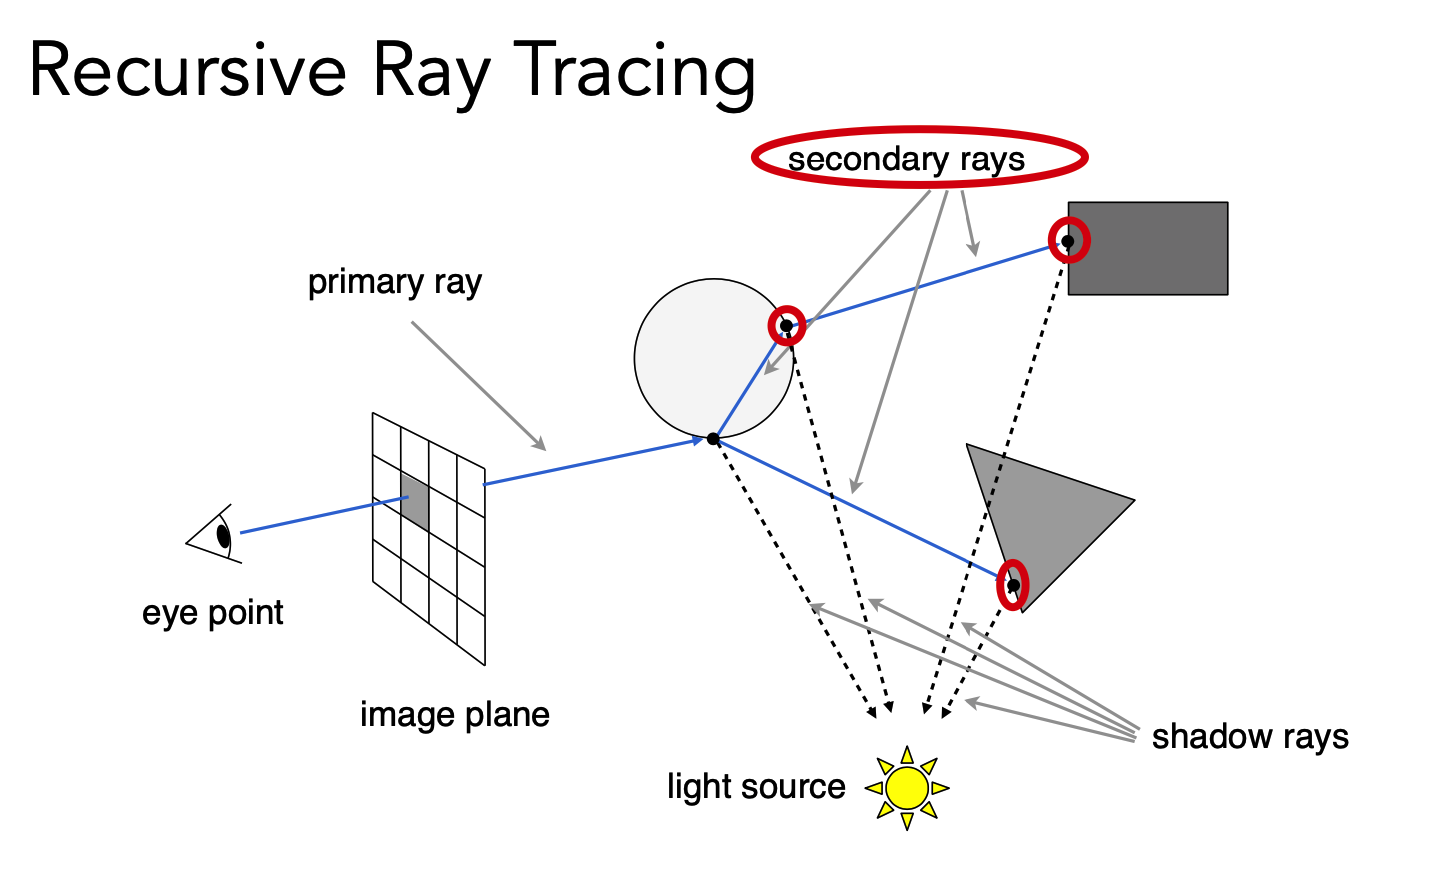 Recursive Ray Tracing
secondary rays
primary ray
eye point
image plane
shadow rays
light source